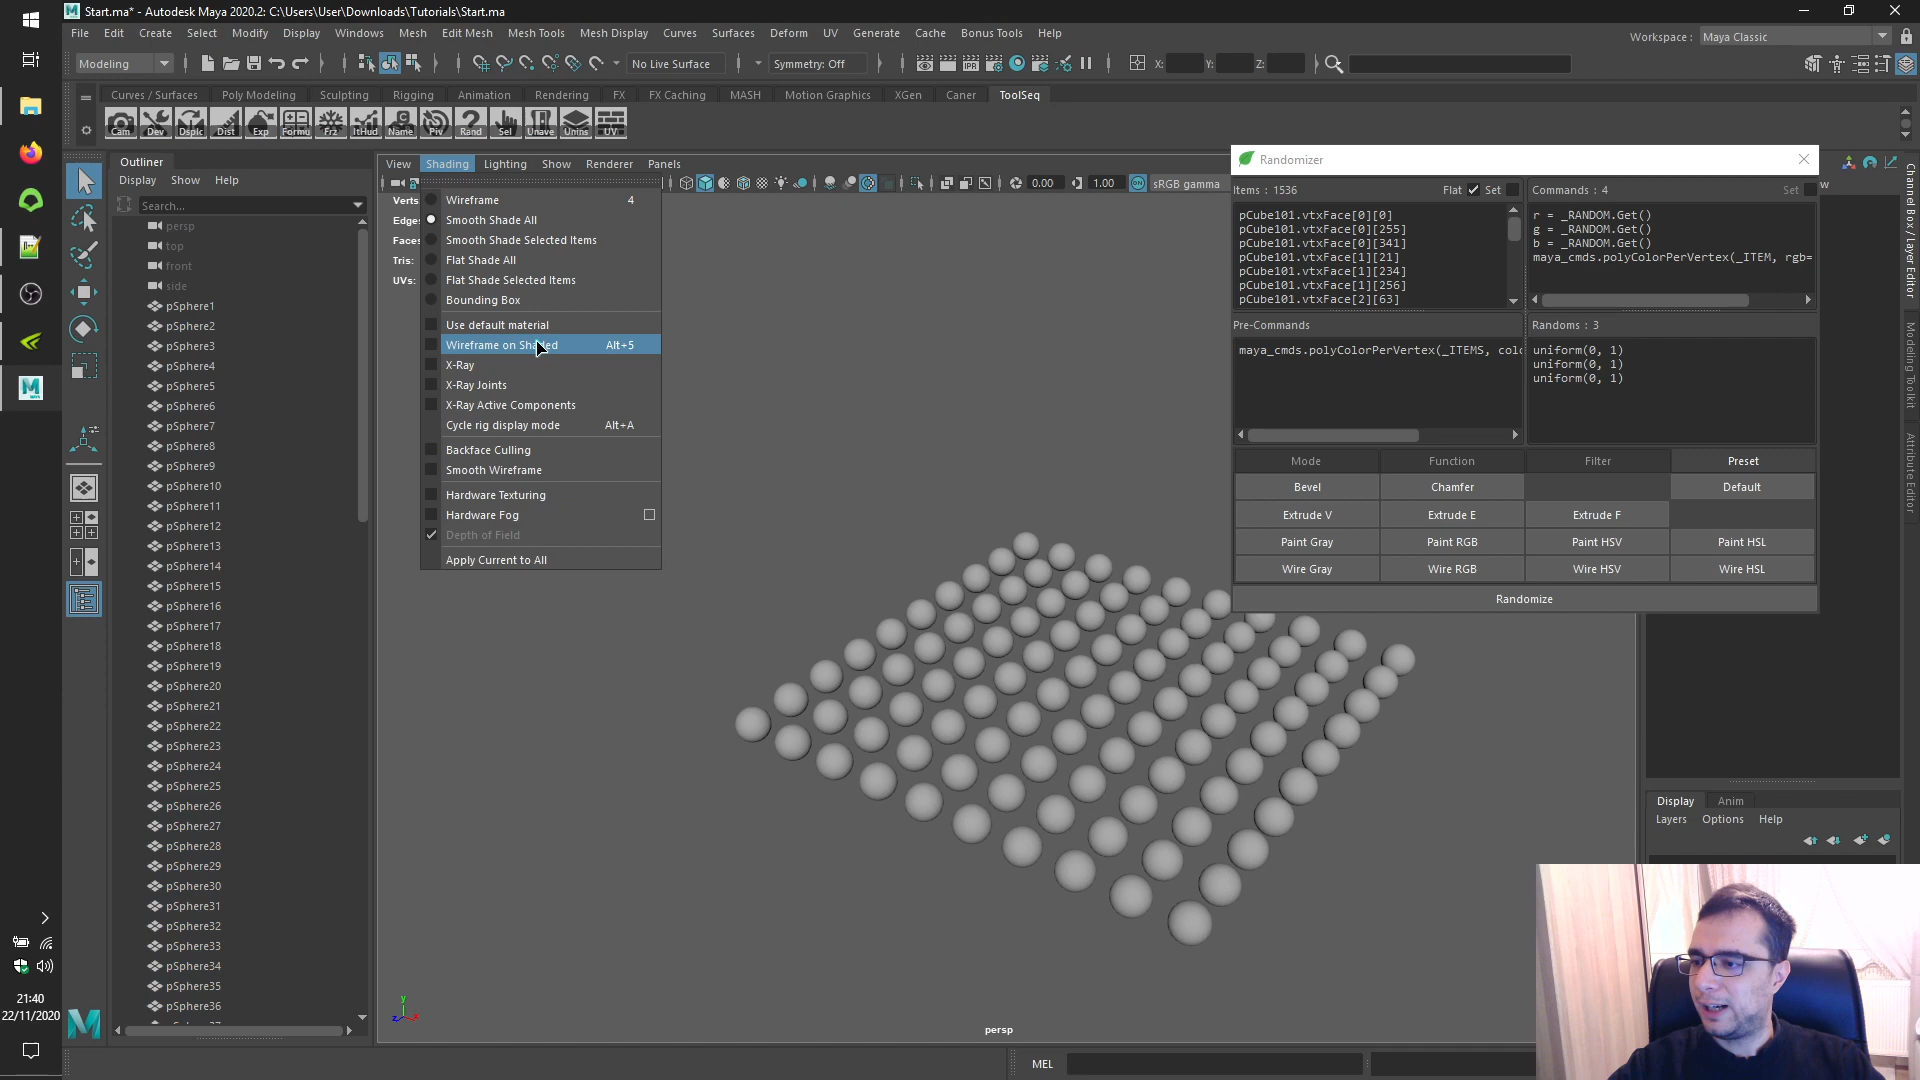 Start.ma* - Autodesk Maya 2020.2: C:\Users\User\Downloads\Tutorials\Start.ma
File Edit Create Select Modify Display Windows Mesh Edit Mesh Mesh Tools Mesh Display Curves Surfaces Deform UV Generate Cache Bonus Tools Help
Workspace : Maya Classic
Modeling No Live Surface Symmetry: Off X: Y: Z:
Curves / Surfaces Poly Modeling Sculpting Rigging Animation Rendering FX FX Caching MASH Motion Graphics XGen Caner ToolSeq
Cam Dev Dsplc Dist Exp Formu Frz ItHud Name Piv Rand Sel Unave Unins UV
Outliner
Display Show Help
Search...
persp
top
front
side
pSphere1
pSphere2
pSphere3
pSphere4
pSphere5
pSphere6
pSphere7
pSphere8
pSphere9
pSphere10
pSphere11
pSphere12
pSphere13
pSphere14
pSphere15
pSphere16
pSphere17
pSphere18
pSphere19
pSphere20
pSphere21
pSphere22
pSphere23
pSphere24
pSphere25
pSphere26
pSphere27
pSphere28
pSphere29
pSphere30
pSphere31
pSphere32
pSphere33
pSphere34
pSphere35
pSphere36
View Shading Lighting Show Renderer Panels
0.00 1.00 sRGB gamma
Verts
Edge
Faces
Tris:
UVs:
Wireframe 4
Smooth Shade All
Smooth Shade Selected Items
Flat Shade All
Flat Shade Selected Items
Bounding Box
Use default material
Wireframe on Shaded Alt+5
X-Ray
X-Ray Joints
X-Ray Active Components
Cycle rig display mode Alt+A
Backface Culling
Smooth Wireframe
Hardware Texturing
Hardware Fog
Depth of Field
Apply Current to All
persp
Randomizer
Items : 1536 Flat Set
pCube101.vtxFace[0][0]
pCube101.vtxFace[0][255]
pCube101.vtxFace[0][341]
pCube101.vtxFace[1][21]
pCube101.vtxFace[1][234]
pCube101.vtxFace[1][256]
pCube101.vtxFace[2][63]
Commands : 4 Set
r = _RANDOM.Get()
g = _RANDOM.Get()
b = _RANDOM.Get()
maya_cmds.polyColorPerVertex(_ITEM, rgb=
Pre-Commands
maya_cmds.polyColorPerVertex(_ITEMS, colo
Randoms : 3
uniform(0, 1)
uniform(0, 1)
uniform(0, 1)
Mode Function Filter Preset
Bevel Chamfer Default
Extrude V Extrude E Extrude F
Paint Gray Paint RGB Paint HSV Paint HSL
Wire Gray Wire RGB Wire HSV Wire HSL
Randomize
w
Channel Box / Layer Editor
Modeling Toolkit
Attribute Editor
Display Anim
Layers Options Help
MEL
21:40
22/11/2020